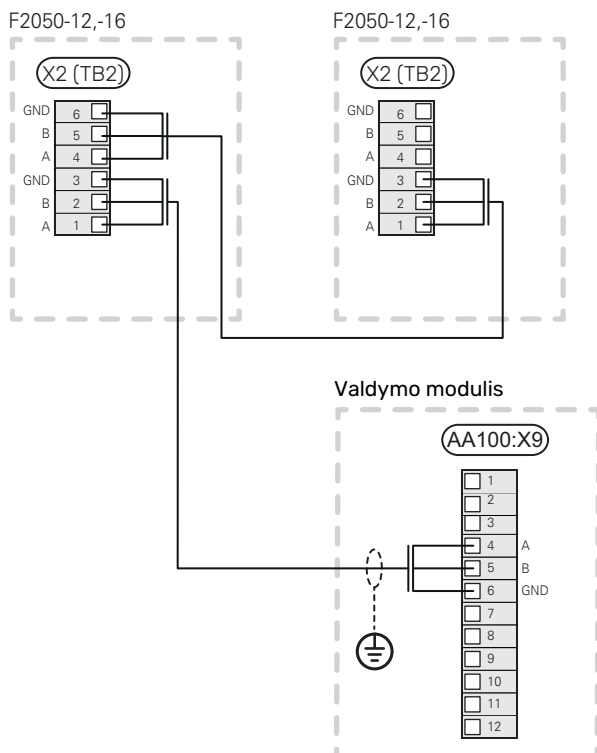 F2050-12,-16
X2 (TB2)
GND 6
B 5
A 4
GND 3
B 2
A 1
F2050-12,-16
X2 (TB2)
GND 6
B 5
A 4
GND 3
B 2
A 1
Valdymo modulis
AA100:X9
1
2
3
4 A
5 B
6 GND
7
8
9
10
11
12